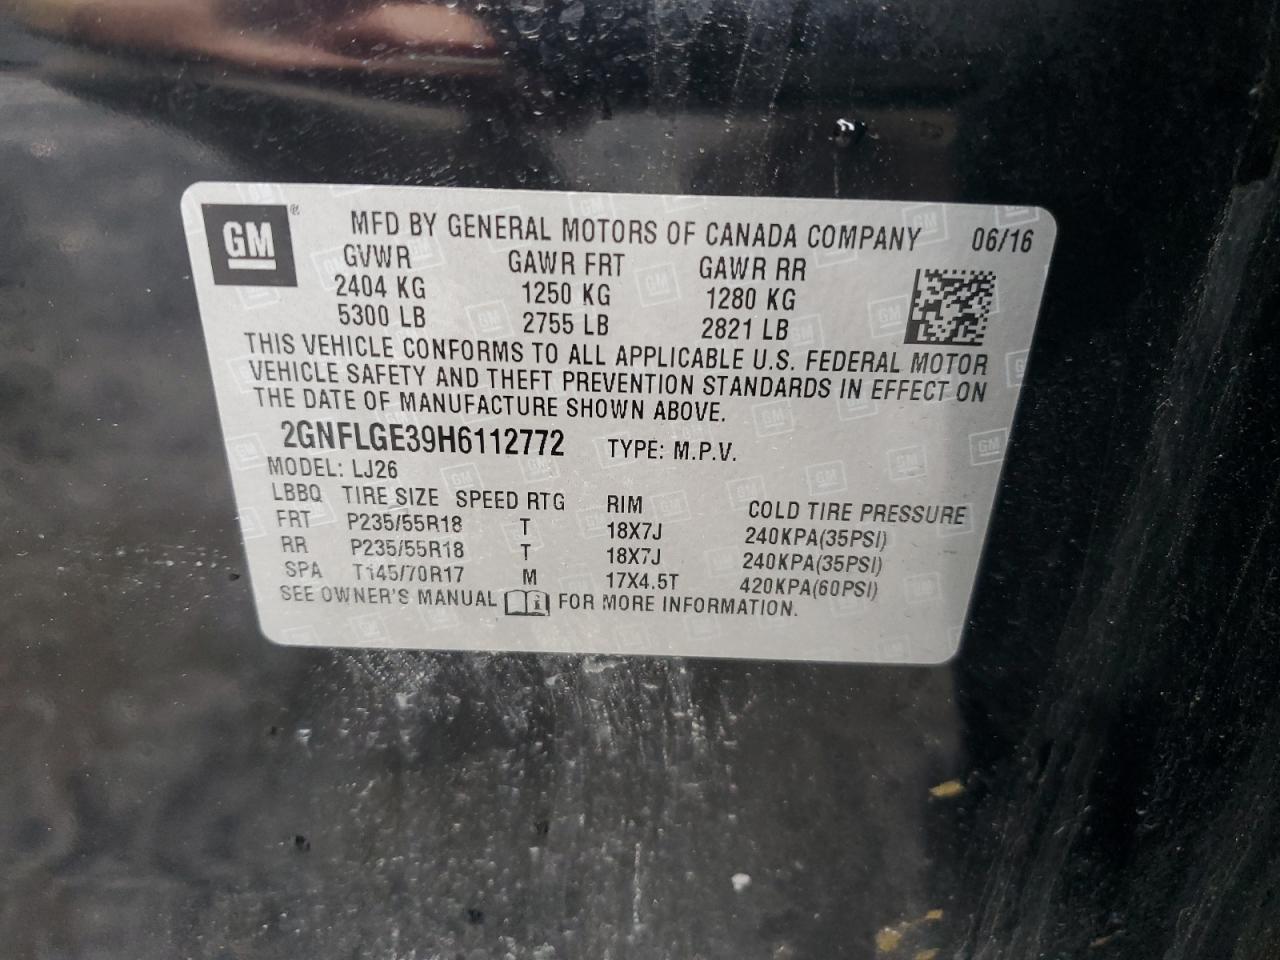 GM ® MFD BY GENERAL MOTORS OF CANADA COMPANY 06/16
GVWR GAWR FRT GAWR RR
2404 KG 1250 KG 1280 KG
5300 LB 2755 LB 2821 LB
THIS VEHICLE CONFORMS TO ALL APPLICABLE U.S. FEDERAL MOTOR
VEHICLE SAFETY AND THEFT PREVENTION STANDARDS IN EFFECT ON
THE DATE OF MANUFACTURE SHOWN ABOVE.
2GNFLGE39H6112772 TYPE: M.P.V.
MODEL: LJ26
LBBQ TIRE SIZE SPEED RTG RIM COLD TIRE PRESSURE
FRT P235/55R18 T 18X7J 240KPA(35PSI)
RR P235/55R18 T 18X7J 240KPA(35PSI)
SPA T145/70R17 M 17X4.5T 420KPA(60PSI)
SEE OWNER'S MANUAL i FOR MORE INFORMATION.